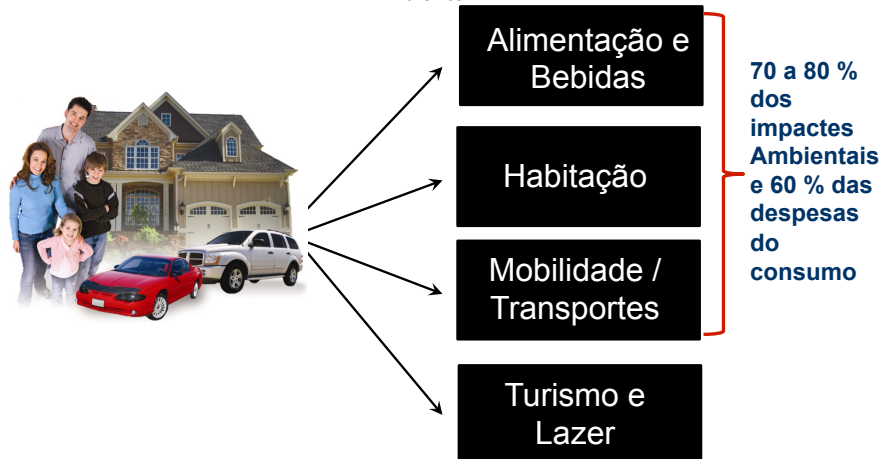 Alimentação e
Bebidas
Habitação
Mobilidade /
Transportes
Turismo e
Lazer
70 a 80 %
dos
impactes
Ambientais
e 60 % das
despesas
do
consumo